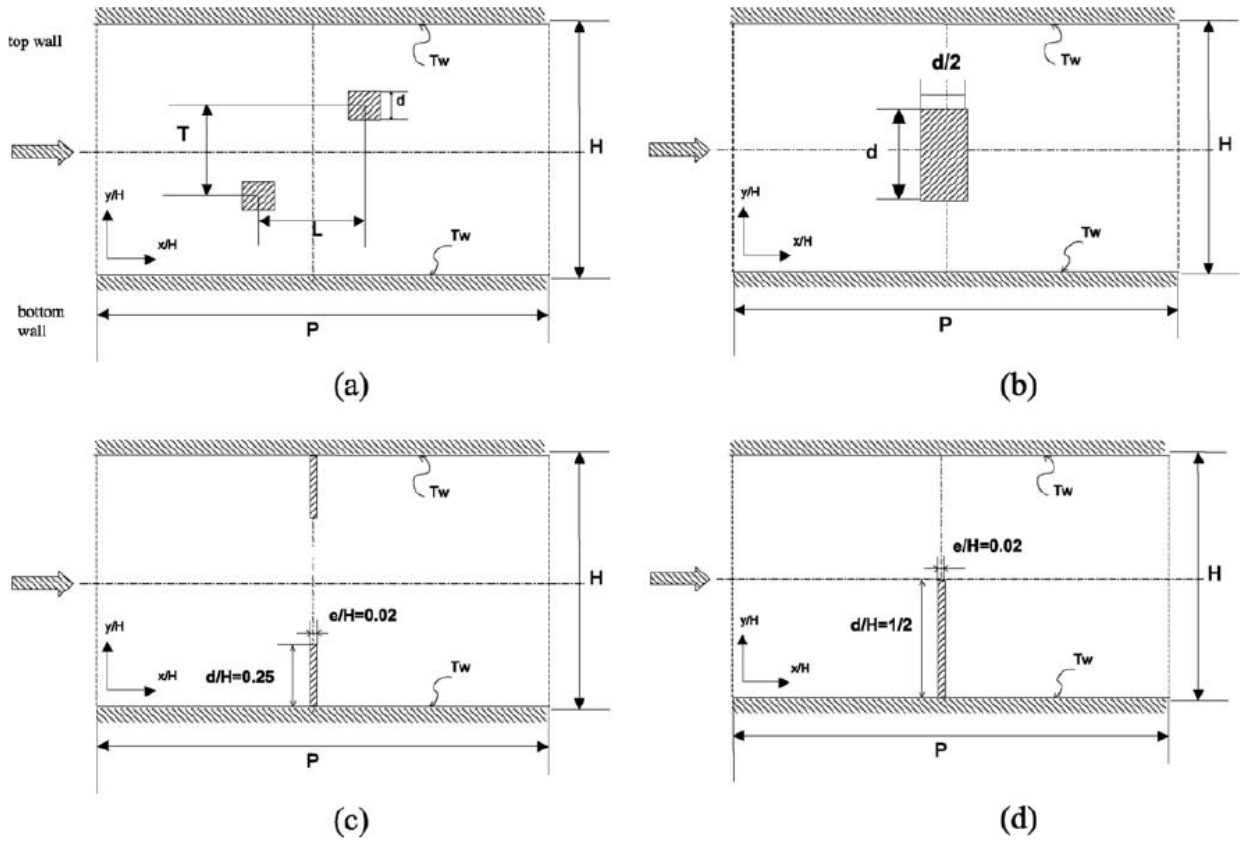 top wall
Tw
d
T
H
y/H
L
x/H
Tw
bottom
wall
P
(a)
Tw
d/2
d
H
y/H
x/H
Tw
P
(b)
Tw
e/H=0.02
H
y/H
d/H=0.25
x/H
Tw
P
(c)
Tw
e/H=0.02
H
y/H
d/H=1/2
x/H
Tw
P
(d)